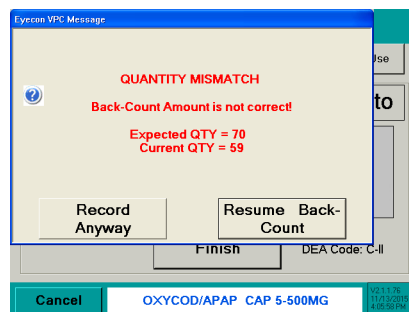 Eyecon VPC Message
Use
QUANTITY MISMATCH
to
Back-Count Amount is not correct!
Expected QTY = 70
Current QTY = 59
Record Anyway
Resume Back-Count
Finish
DEA Code: C-II
Cancel
OXYCOD/APAP CAP 5-500MG
V2.1.1.76
11/13/2015
4:05:58 PM